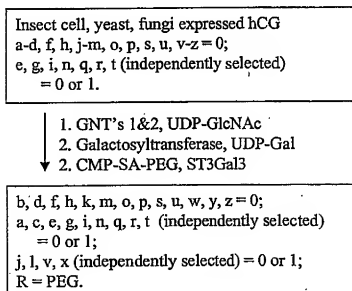 Insect cell, yeast, fungi expressed hCG
a-d, f, h, j-m, o, p, s, u, v-z = 0;
e, g, i, n, q, r, t (independently selected)
= 0 or 1.
1. GNT's 1&2, UDP-GlcNAc
2. Galactosyltransferase, UDP-Gal
2. CMP-SA-PEG, ST3Gal3
b, d, f, h, k, m, o, p, s, u, w, y, z = 0;
a, c, e, g, i, n, q, r, t (independently selected)
= 0 or 1;
j, l, v, x (independently selected) = 0 or 1;
R = PEG.